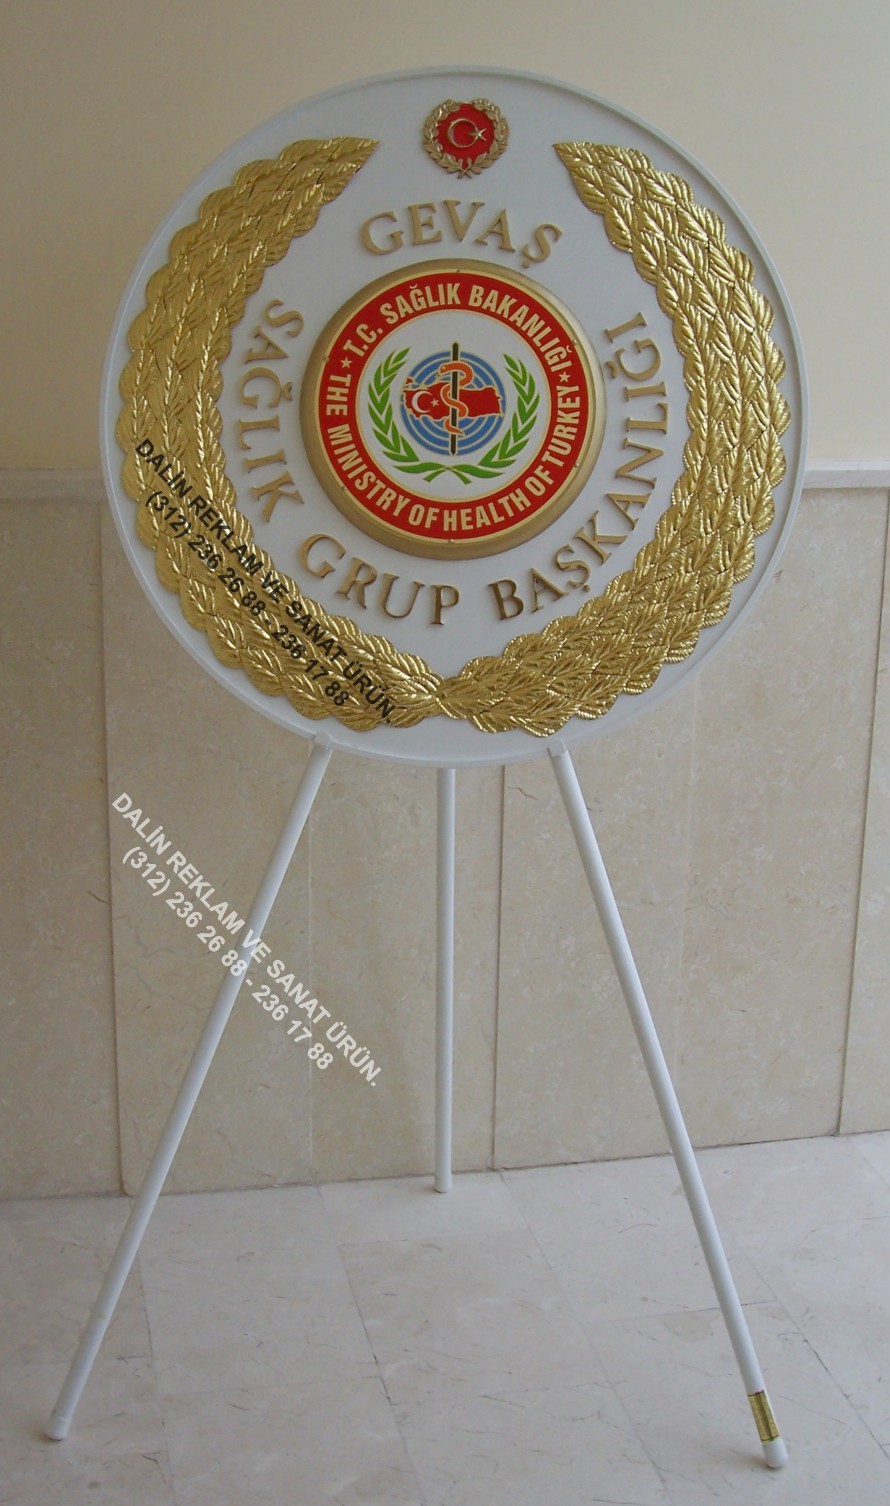 GEVAŞ
SAĞLIK GRUP BAŞKANLIĞI
T.C. SAĞLIK BAKANLIĞI
THE MINISTRY OF HEALTH OF TURKEY
DALİN REKLAM VE SANAT ÜRÜN.
(312) 236 26 88 - 236 17 88
DALİN REKLAM VE SANAT ÜRÜN.
(312) 236 26 88 - 236 17 88